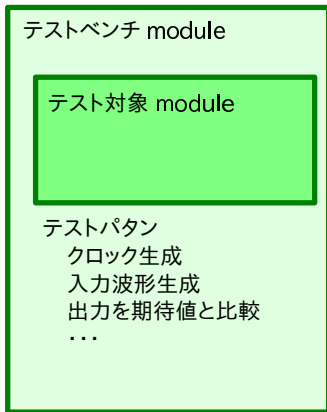 テストベンチ module
テスト対象 module
テストパタン
クロック生成
入力波形生成
出力を期待値と比較
・・・